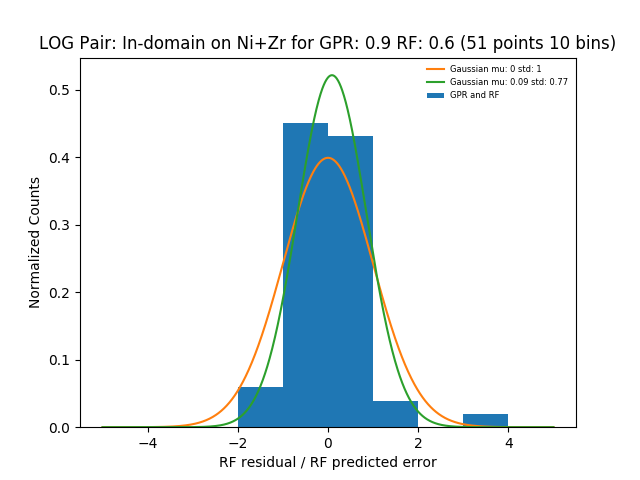 LOG Pair: In-domain on Ni+Zr for GPR: 0.9 RF: 0.6 (51 points 10 bins)
Gaussian mu: 0 std: 1
Gaussian mu: 0.09 std: 0.77
GPR and RF
Normalized Counts
0.5
0.4
0.3
0.2
0.1
0.0
−4 −2 0 2 4
RF residual / RF predicted error